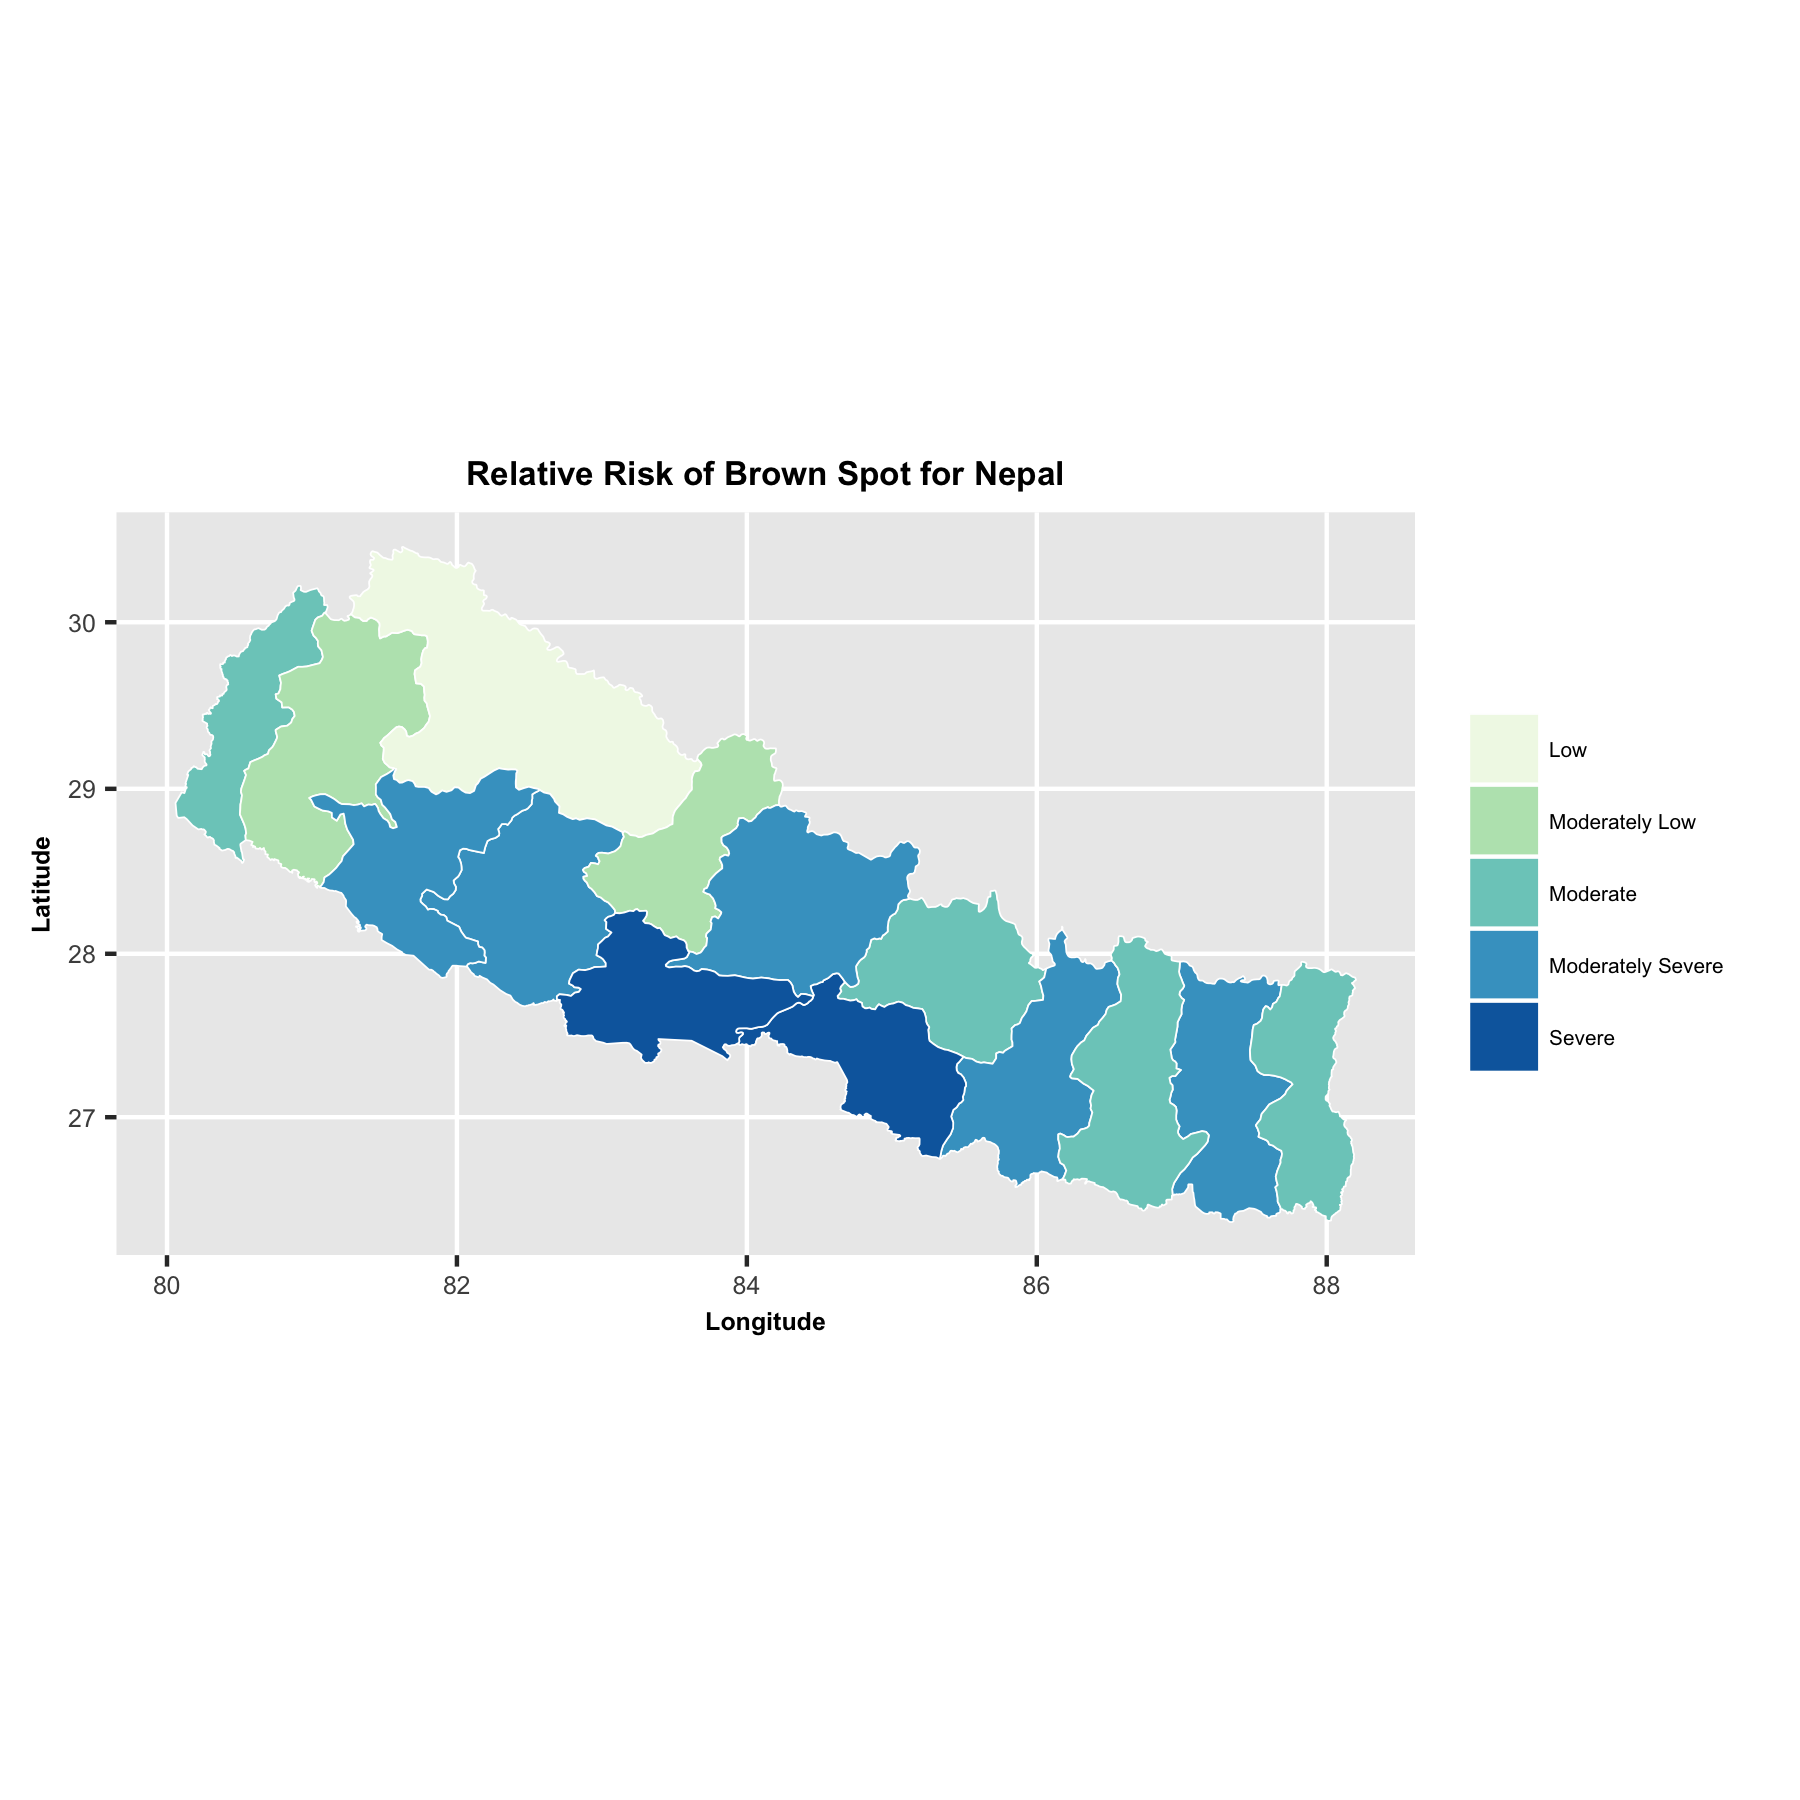 Relative Risk of Brown Spot for Nepal
30
29
28
27
Latitude
80
82
84
86
88
Longitude
Low
Moderately Low
Moderate
Moderately Severe
Severe